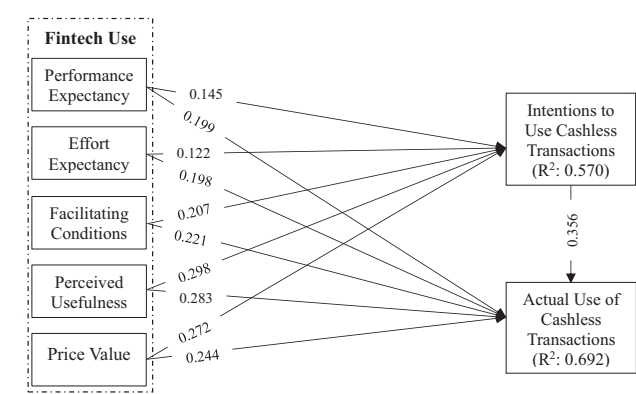 Fintech Use
Performance
Expectancy
Effort
Expectancy
Facilitating
Conditions
Perceived
Usefulness
Price Value
0.145
0.199
0.122
0.198
0.207
0.221
0.298
0.283
0.272
0.244
Intentions to
Use Cashless
Transactions
(R²: 0.570)
0.356
Actual Use of
Cashless
Transactions
(R²: 0.692)